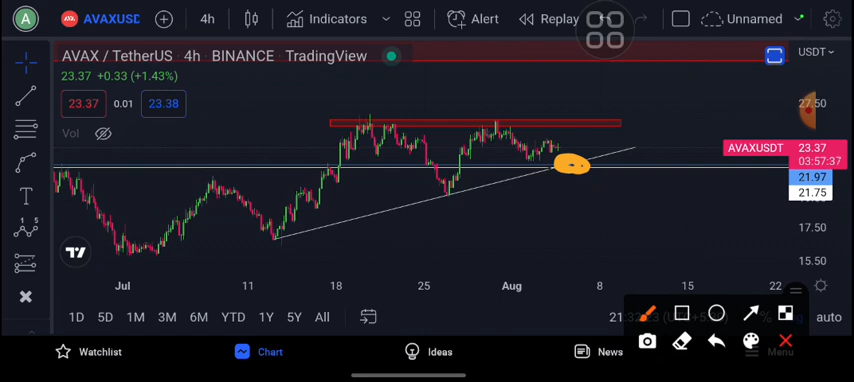 A AVAXUSD 4h Indicators Alert Replay Unnamed
AVAX / TetherUS · 4h · BINANCE · TradingView
USDT
23.37 +0.33 (+1.43%)
23.37 0.01 23.38
27.50
Vol
AVAXUSDT 23.37
03:57:37
21.97
21.75
17.50
15.50
Jul 11 18 25 Aug 8 15 22
1D 5D 1M 3M 6M YTD 1Y 5Y All
% auto
Watchlist Chart Ideas News Menu